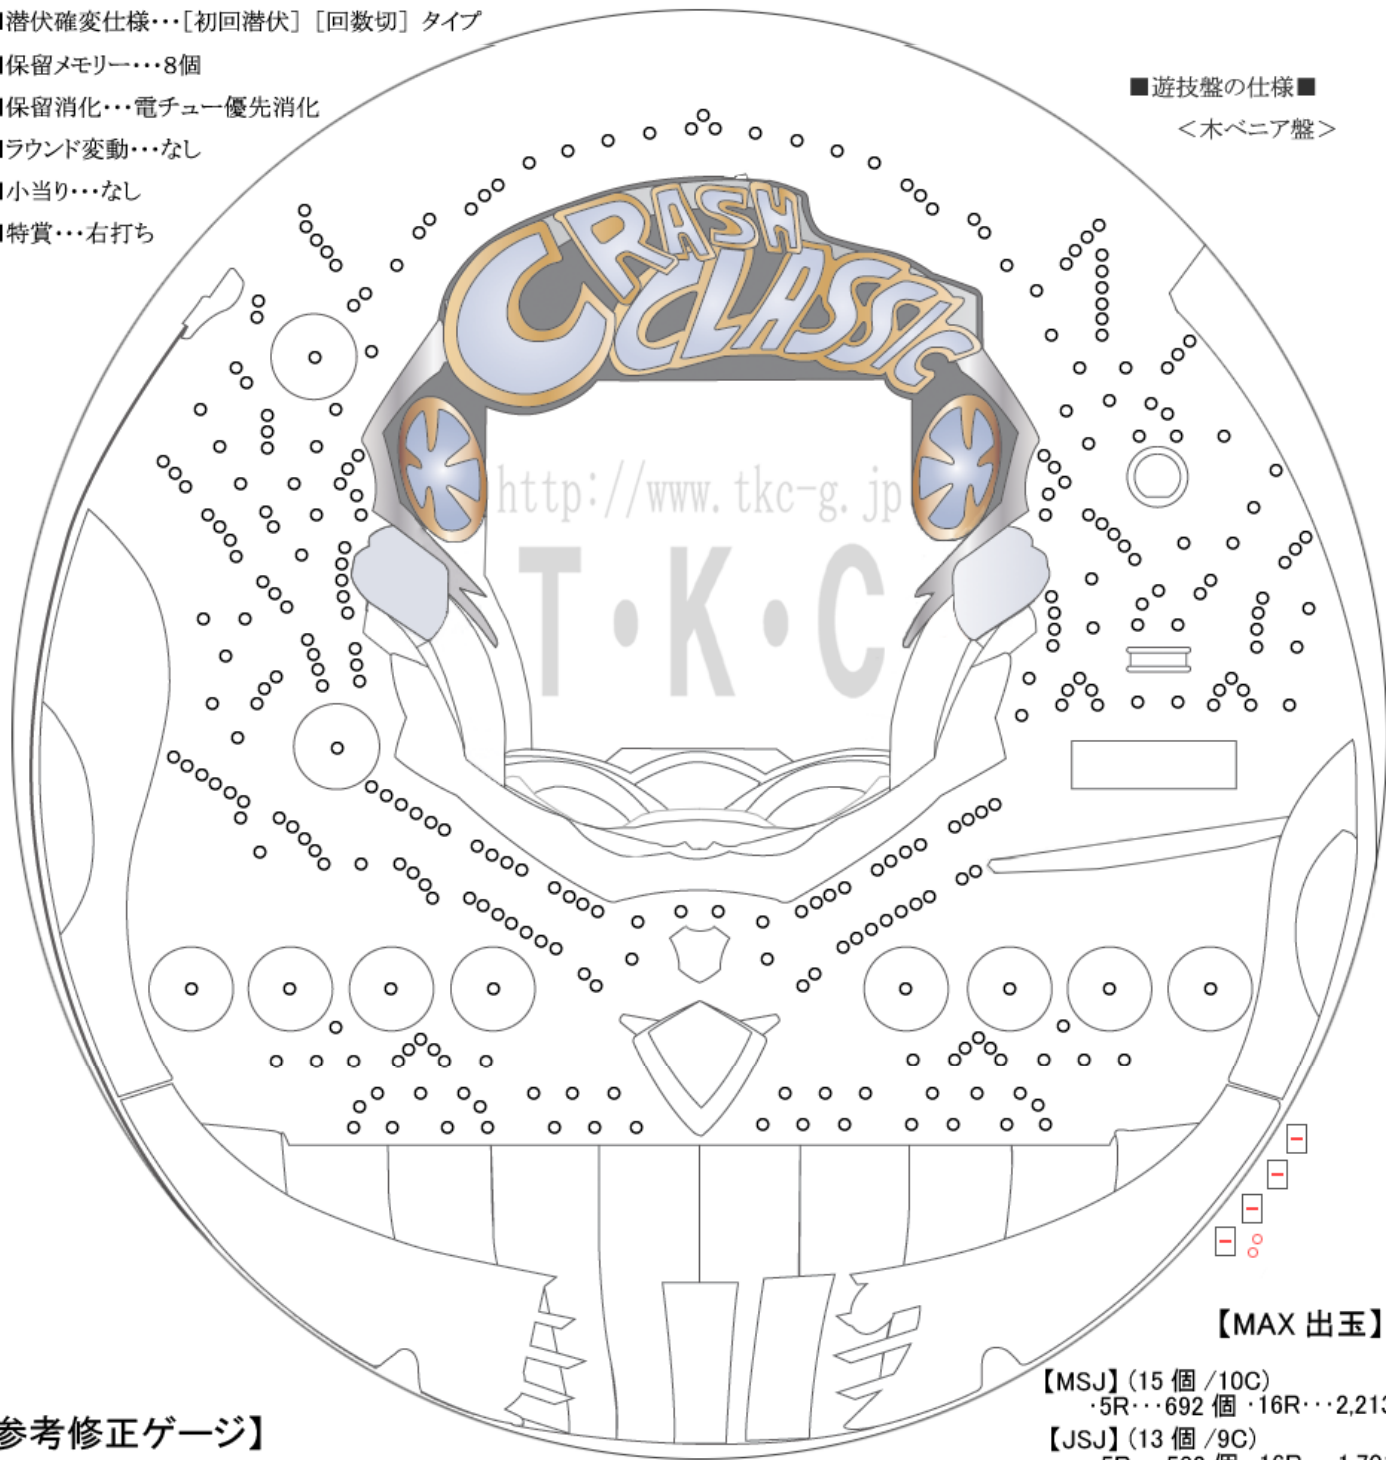 潜伏確変仕様･･･[初回潜伏] [回数切] タイプ
保留メモリー･･･8個
保留消化･･･電チュー優先消化
ラウンド変動･･･なし
小当り･･･なし
特賞･･･右打ち
■遊技盤の仕様■
＜木ベニア盤＞
CRASH
CLASSIC
http://www.tkc-g.jp
T・K・C
【MAX 出玉】
【MSJ】(15 個 /10C)
･5R･･･692 個 ･16R･･･2,213
【JSJ】(13 個 /9C)
参考修正ゲージ】